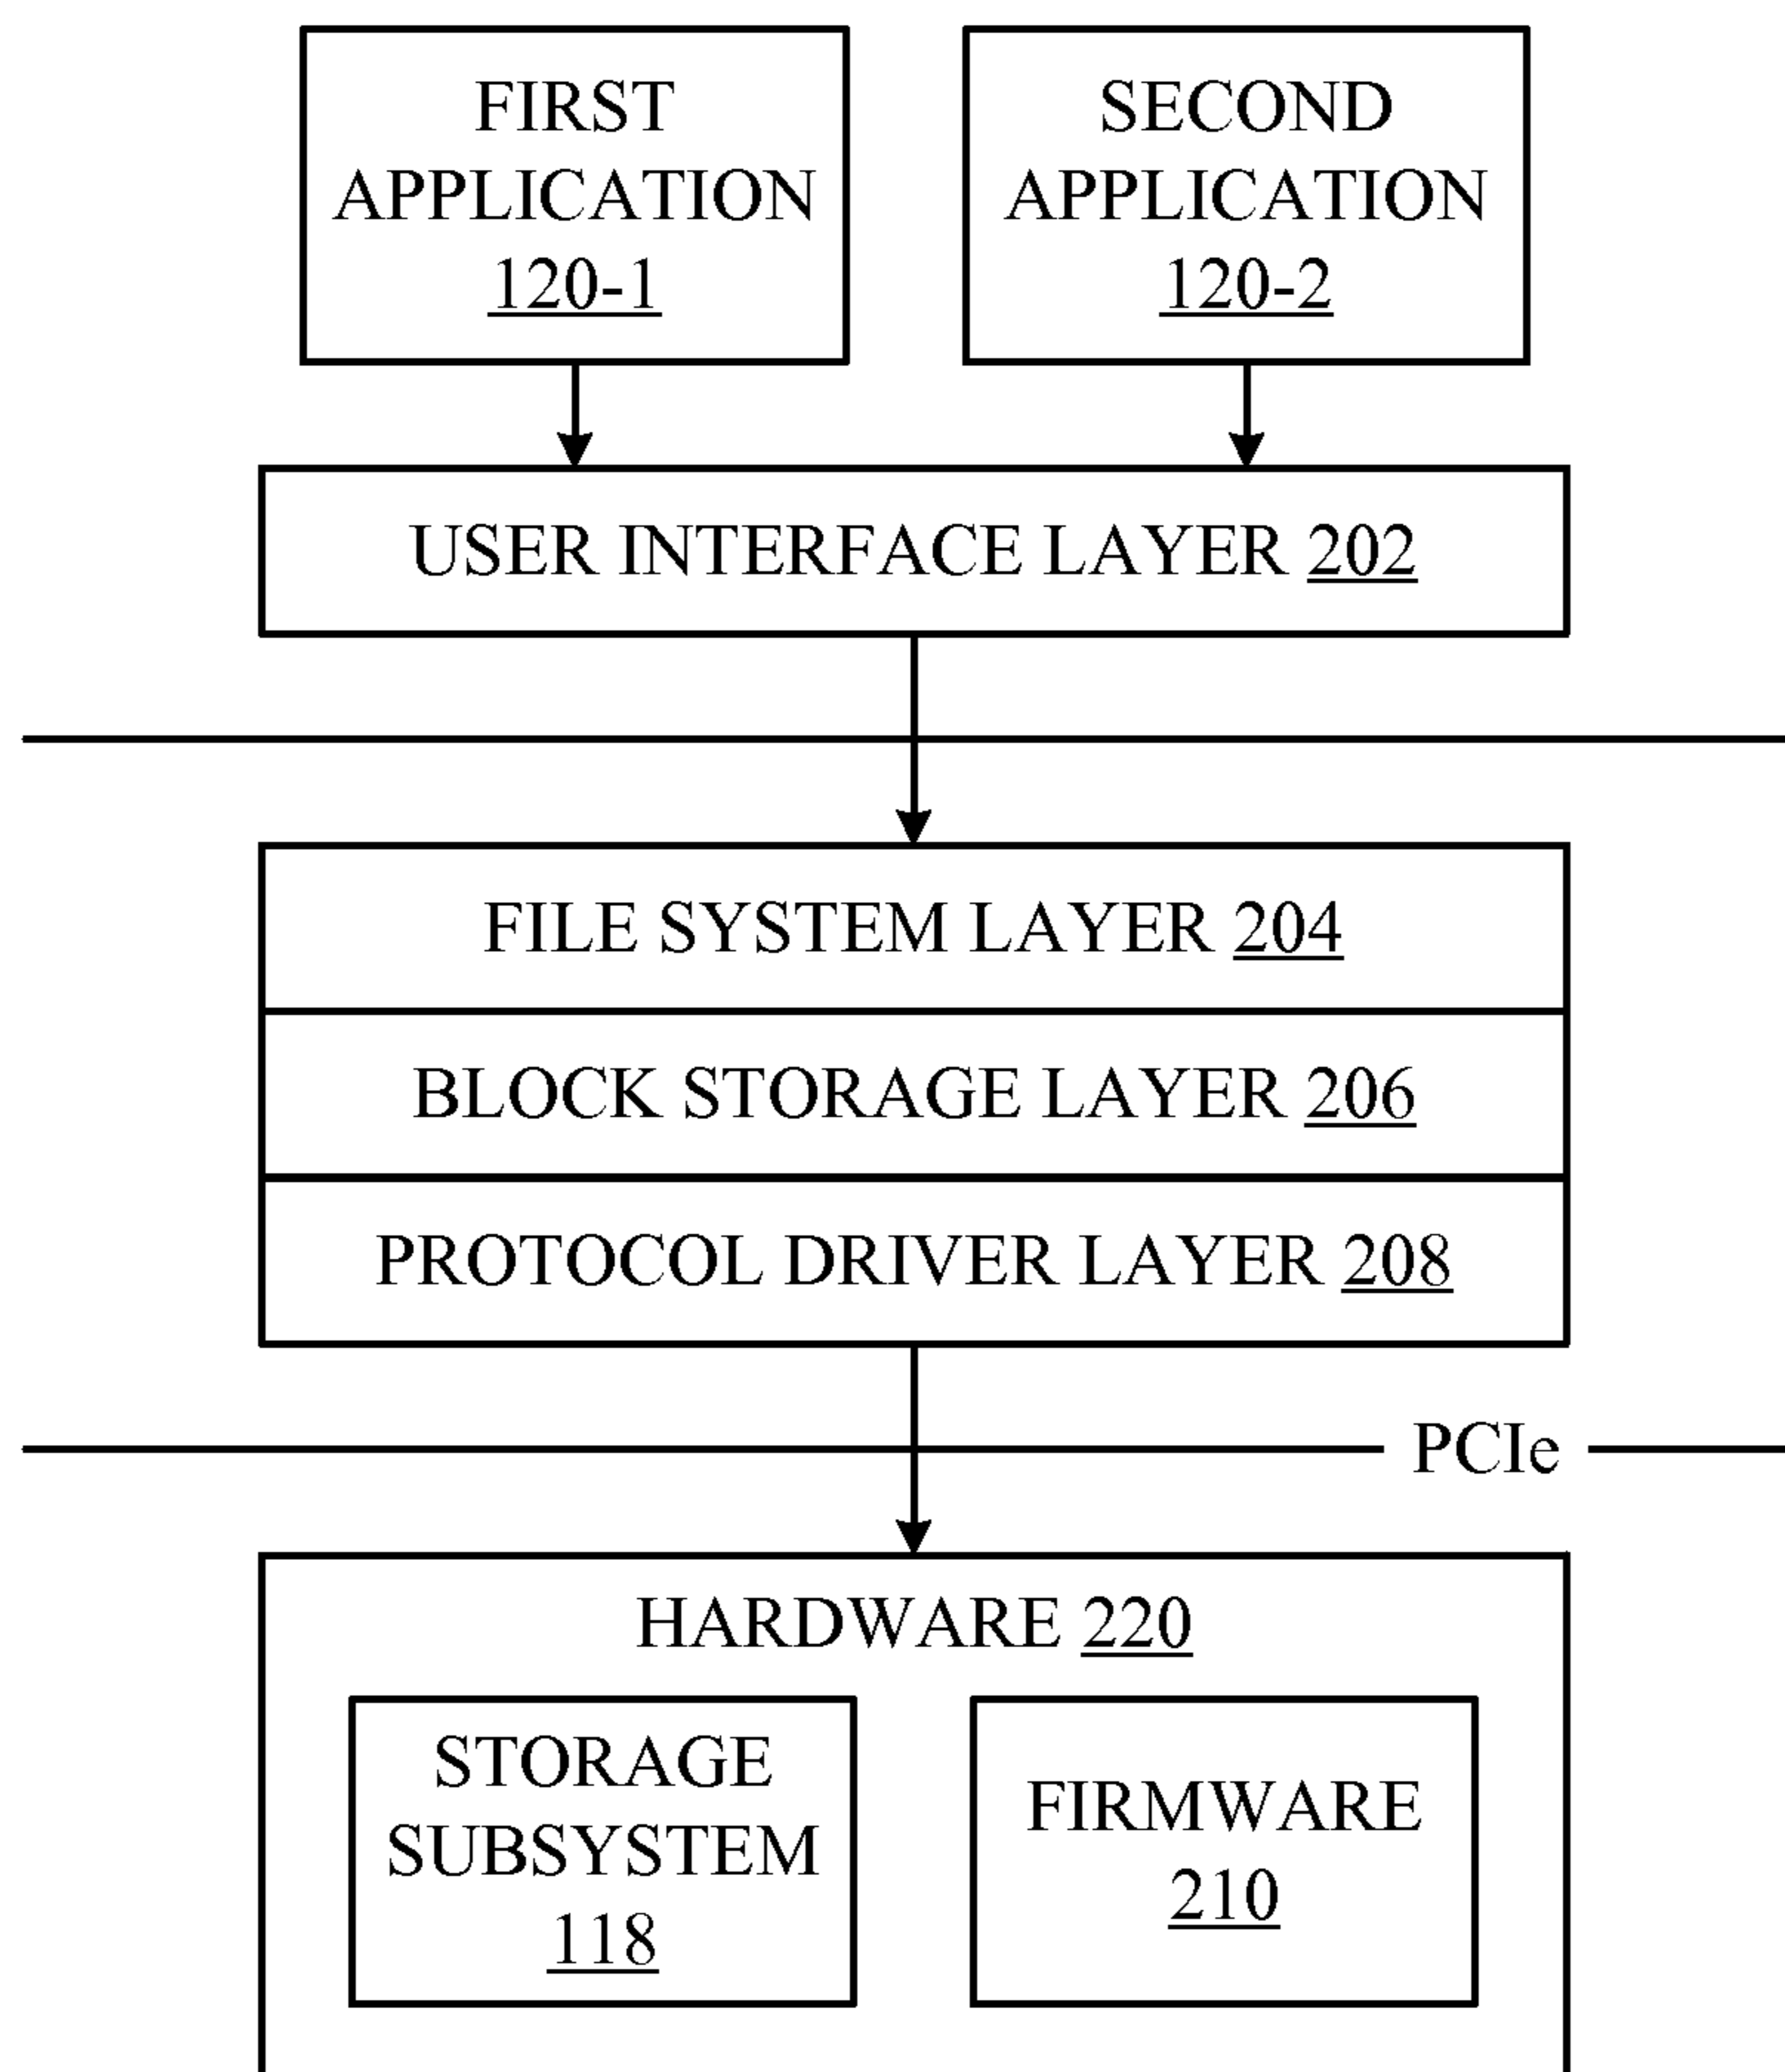 FIRST
APPLICATION
120-1
SECOND
APPLICATION
120-2
USER INTERFACE LAYER 202
FILE SYSTEM LAYER 204
BLOCK STORAGE LAYER 206
PROTOCOL DRIVER LAYER 208
PCIe
HARDWARE 220
STORAGE
SUBSYSTEM
118
FIRMWARE
210